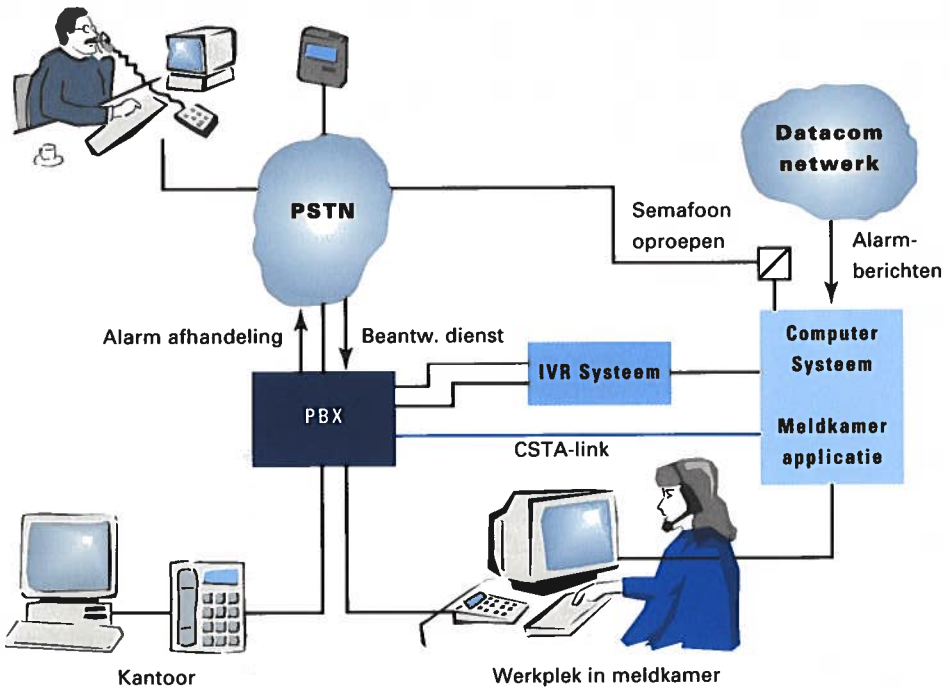 Datacom
netwerk
PSTN
Semafoon
oproepen
Alarm-
berichten
Alarm afhandeling
Beantw. dienst
Computer
Systeem
IVR Systeem
PBX
Meldkamer
applicatie
CSTA-link
Kantoor
Werkplek in meldkamer